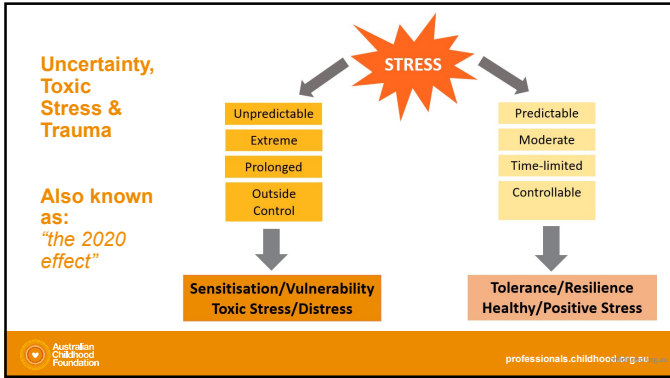 Uncertainty,
Toxic
Stress &
Trauma
Also known
as:
“the 2020
effect”
STRESS
Unpredictable
Extreme
Prolonged
Outside
Control
Sensitisation/Vulnerability
Toxic Stress/Distress
Predictable
Moderate
Time-limited
Controllable
Tolerance/Resilience
Healthy/Positive Stress
Australian
Childhood
Foundation
professionals.childhood.org.au